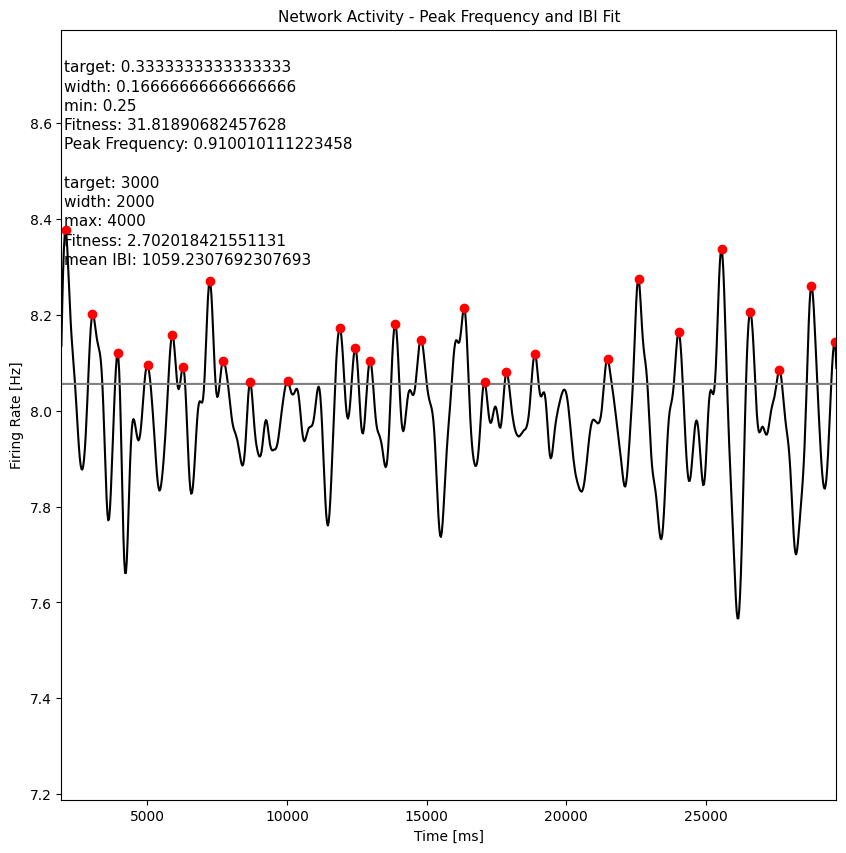 Network Activity - Peak Frequency and IBI Fit
target: 0.3333333333333333
width: 0.16666666666666666
min: 0.25
Fitness: 31.81890682457628
Peak Frequency: 0.910010111223458
target: 3000
width: 2000
max: 4000
Fitness: 2.702018421551131
mean IBI: 1059.2307692307693
Firing Rate [Hz]
8.6
8.4
8.2
8.0
7.8
7.6
7.4
7.2
5000
10000
15000
20000
25000
Time [ms]